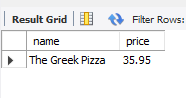 Result Grid Filter Rows:
name price
The Greek Pizza 35.95